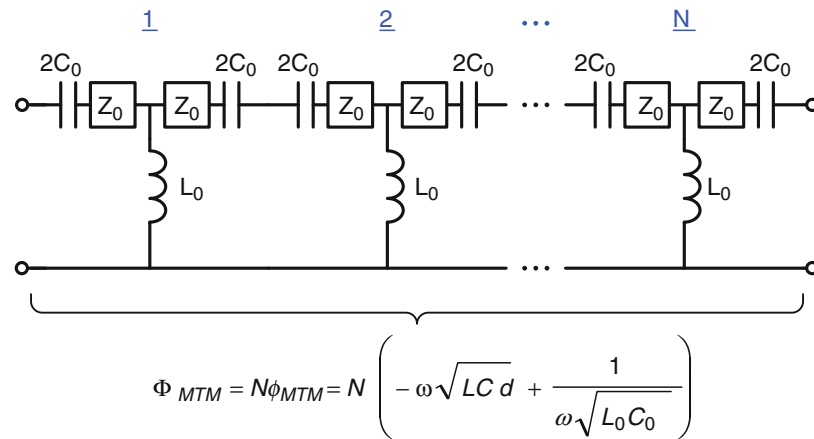 1 2 ... N
2C₀ 2C₀ 2C₀ 2C₀ 2C₀ 2C₀
Z₀ Z₀ Z₀ Z₀ ... Z₀ Z₀
L₀ L₀ L₀
...
Φ MTM = NϕMTM = N ( - ω√(LC d) + 1 / (ω√(L₀C₀)) )